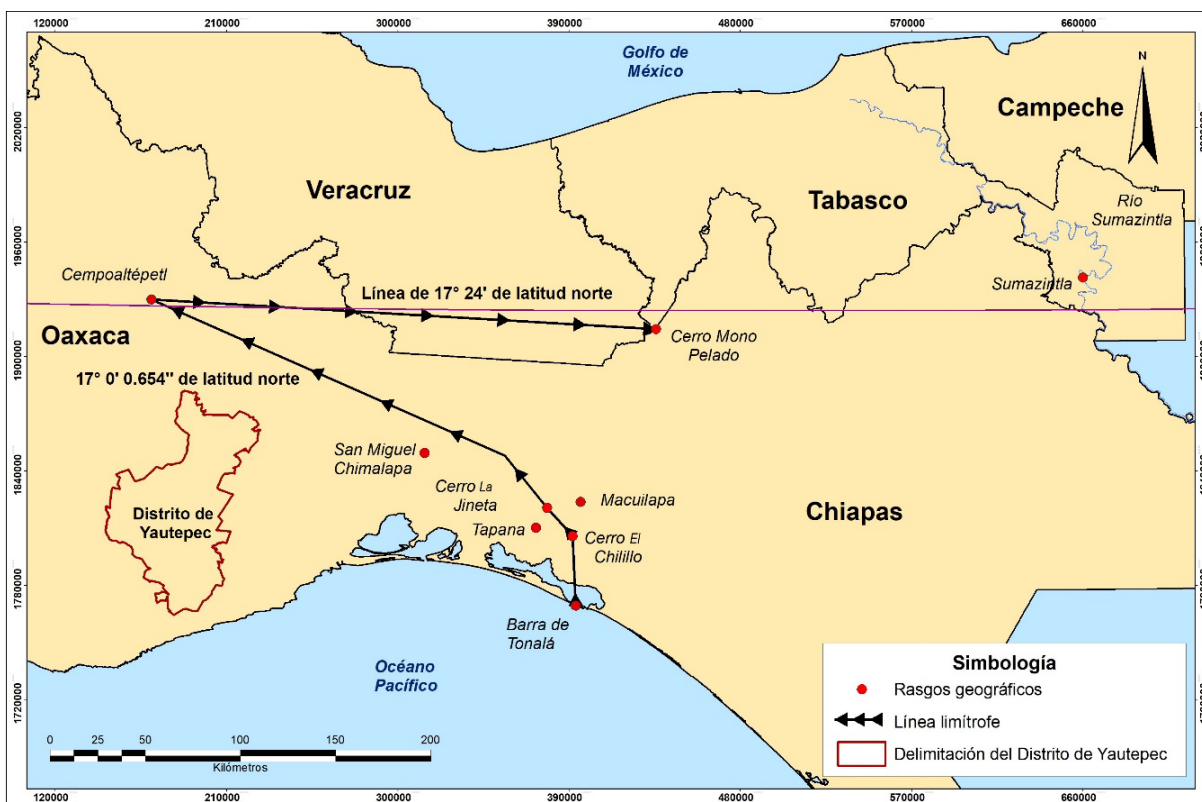 120000 210000 300000 390000 480000 570000 660000
Golfo de
México
N
Campeche
2020000
Veracruz
Tabasco
Río
Sumazintla
1960000
Cempoaltépetl
Línea de 17° 24' de latitud norte
Sumazintla
Oaxaca
Cerro Mono
Pelado
1900000
17° 0' 0.654" de latitud norte
San Miguel
Chimalapa
1840000
Cerro La
Jineta
Macuilapa
Chiapas
Distrito de
Yautepec
Tapana
Cerro El
Chilillo
1780000
Barra de
Tonalá
Océano
Pacífico
Simbología
Rasgos geográficos
1720000
Línea limítrofe
0 25 50 100 150 200
Kilómetros
Delimitación del Distrito de Yautepec
120000 210000 300000 390000 480000 570000 660000